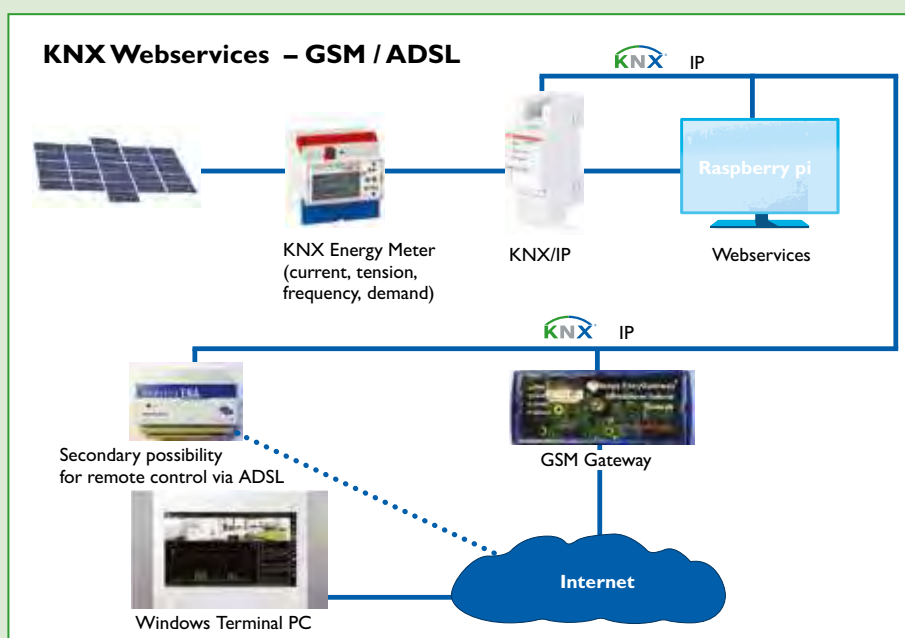 KNX Webservices – GSM / ADSL
KNX IP
Raspberry pi
KNX Energy Meter
(current, tension,
frequency, demand)
KNX/IP
Webservices
KNX IP
Secondary possibility
for remote control via ADSL
GSM Gateway
Internet
Windows Terminal PC